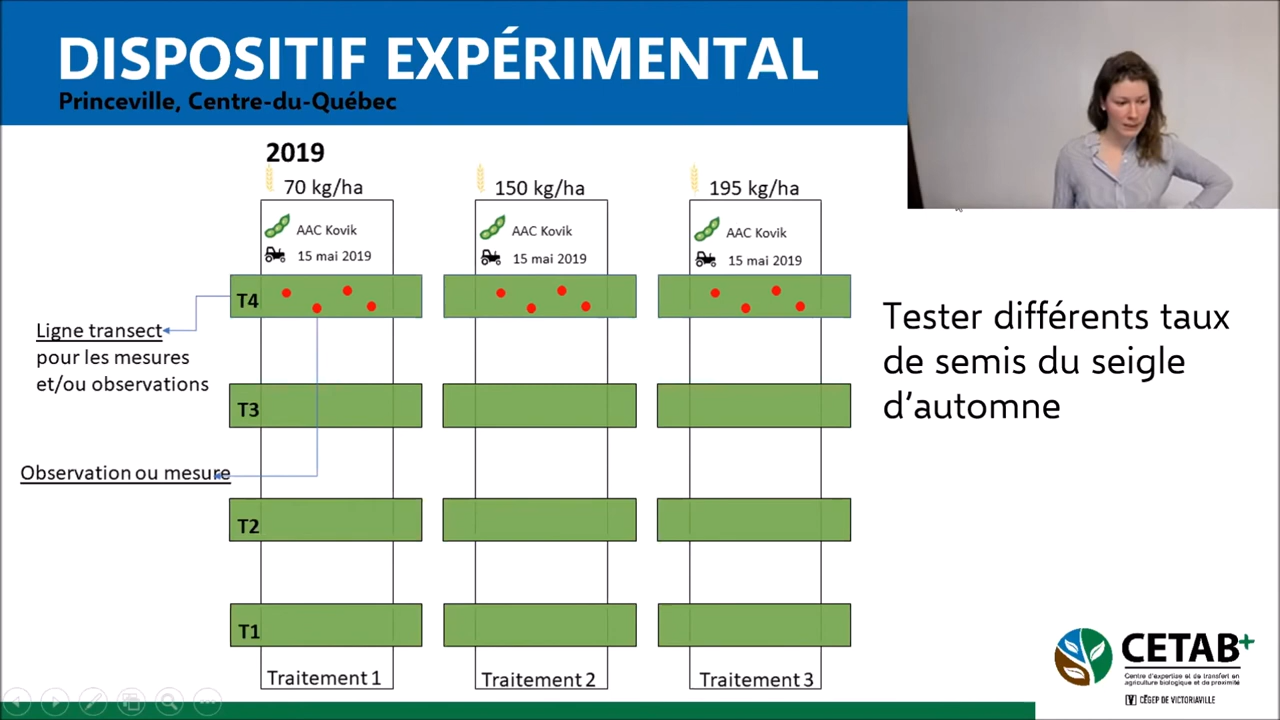 DISPOSITIF EXPÉRIMENTAL
Princeville, Centre-du-Québec
2019
70 kg/ha
150 kg/ha
195 kg/ha
AAC Kovik
AAC Kovik
AAC Kovik
15 mai 2019
15 mai 2019
15 mai 2019
T4
Ligne transect
pour les mesures
et/ou observations
T3
Observation ou mesure
T2
T1
Traitement 1
Traitement 2
Traitement 3
Tester différents taux
de semis du seigle
d’automne
CETAB+
Centre d'expertise et de transfert en
agriculture biologique et de proximité
CÉGEP DE VICTORIAVILLE